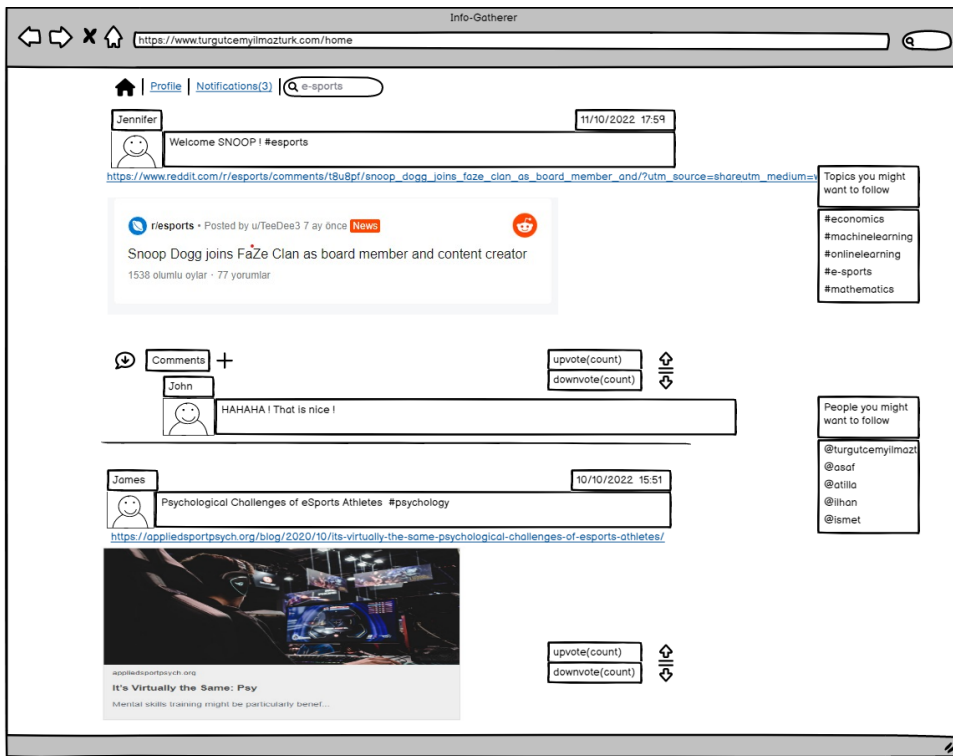 Info-Gatherer
https://www.turgutcemyilmazturk.com/home
Profile Notifications(3) e-sports
Jennifer 11/10/2022 17:59
Welcome SNOOP ! #esports
https://www.reddit.com/r/esports/comments/t8u8pf/snoop_dogg_joins_faze_clan_as_board_member_and/?utm_source=shareutm_medium=
r/esports • Posted by u/TeeDee3 7 ay önce News
Snoop Dogg joins FaZe Clan as board member and content creator
1538 olumlu oylar · 77 yorumlar
Topics you might
want to follow
#economics
#machinelearning
#onlinelearning
#e-sports
#mathematics
Comments
upvote(count)
downvote(count)
John
HAHAHA ! That is nice !
People you might
want to follow
@turgutcemyilmazt
@asaf
@atilla
@ilhan
@ismet
James 10/10/2022 15:51
Psychological Challenges of eSports Athletes #psychology
https://appliedsportpsych.org/blog/2020/10/its-virtually-the-same-psychological-challenges-of-esports-athletes/
appliedsportpsych.org
It's Virtually the Same: Psy
Mental skills training might be particularly benef...
upvote(count)
downvote(count)